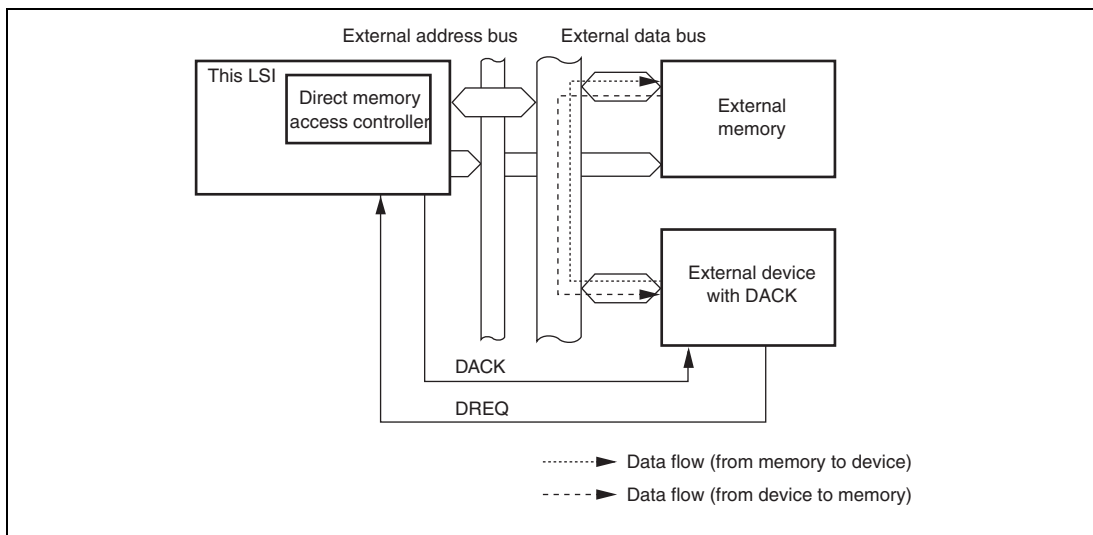 External address bus
External data bus
This LSI
Direct memory
access controller
External
memory
External device
with DACK
DACK
DREQ
Data flow (from memory to device)
Data flow (from device to memory)